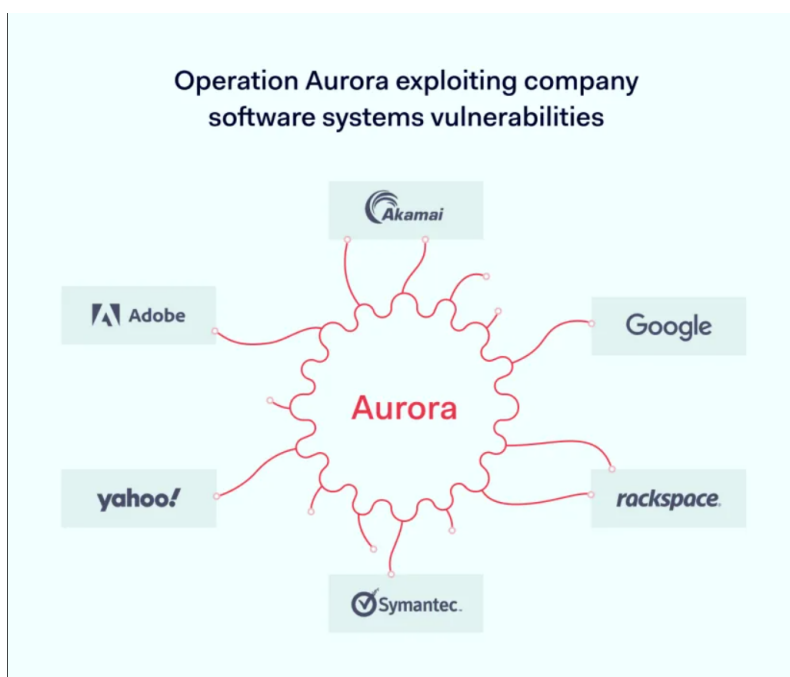 Operation Aurora exploiting company
software systems vulnerabilities
Akamai
Adobe
Google
Aurora
yahoo!
rackspace.
Symantec.